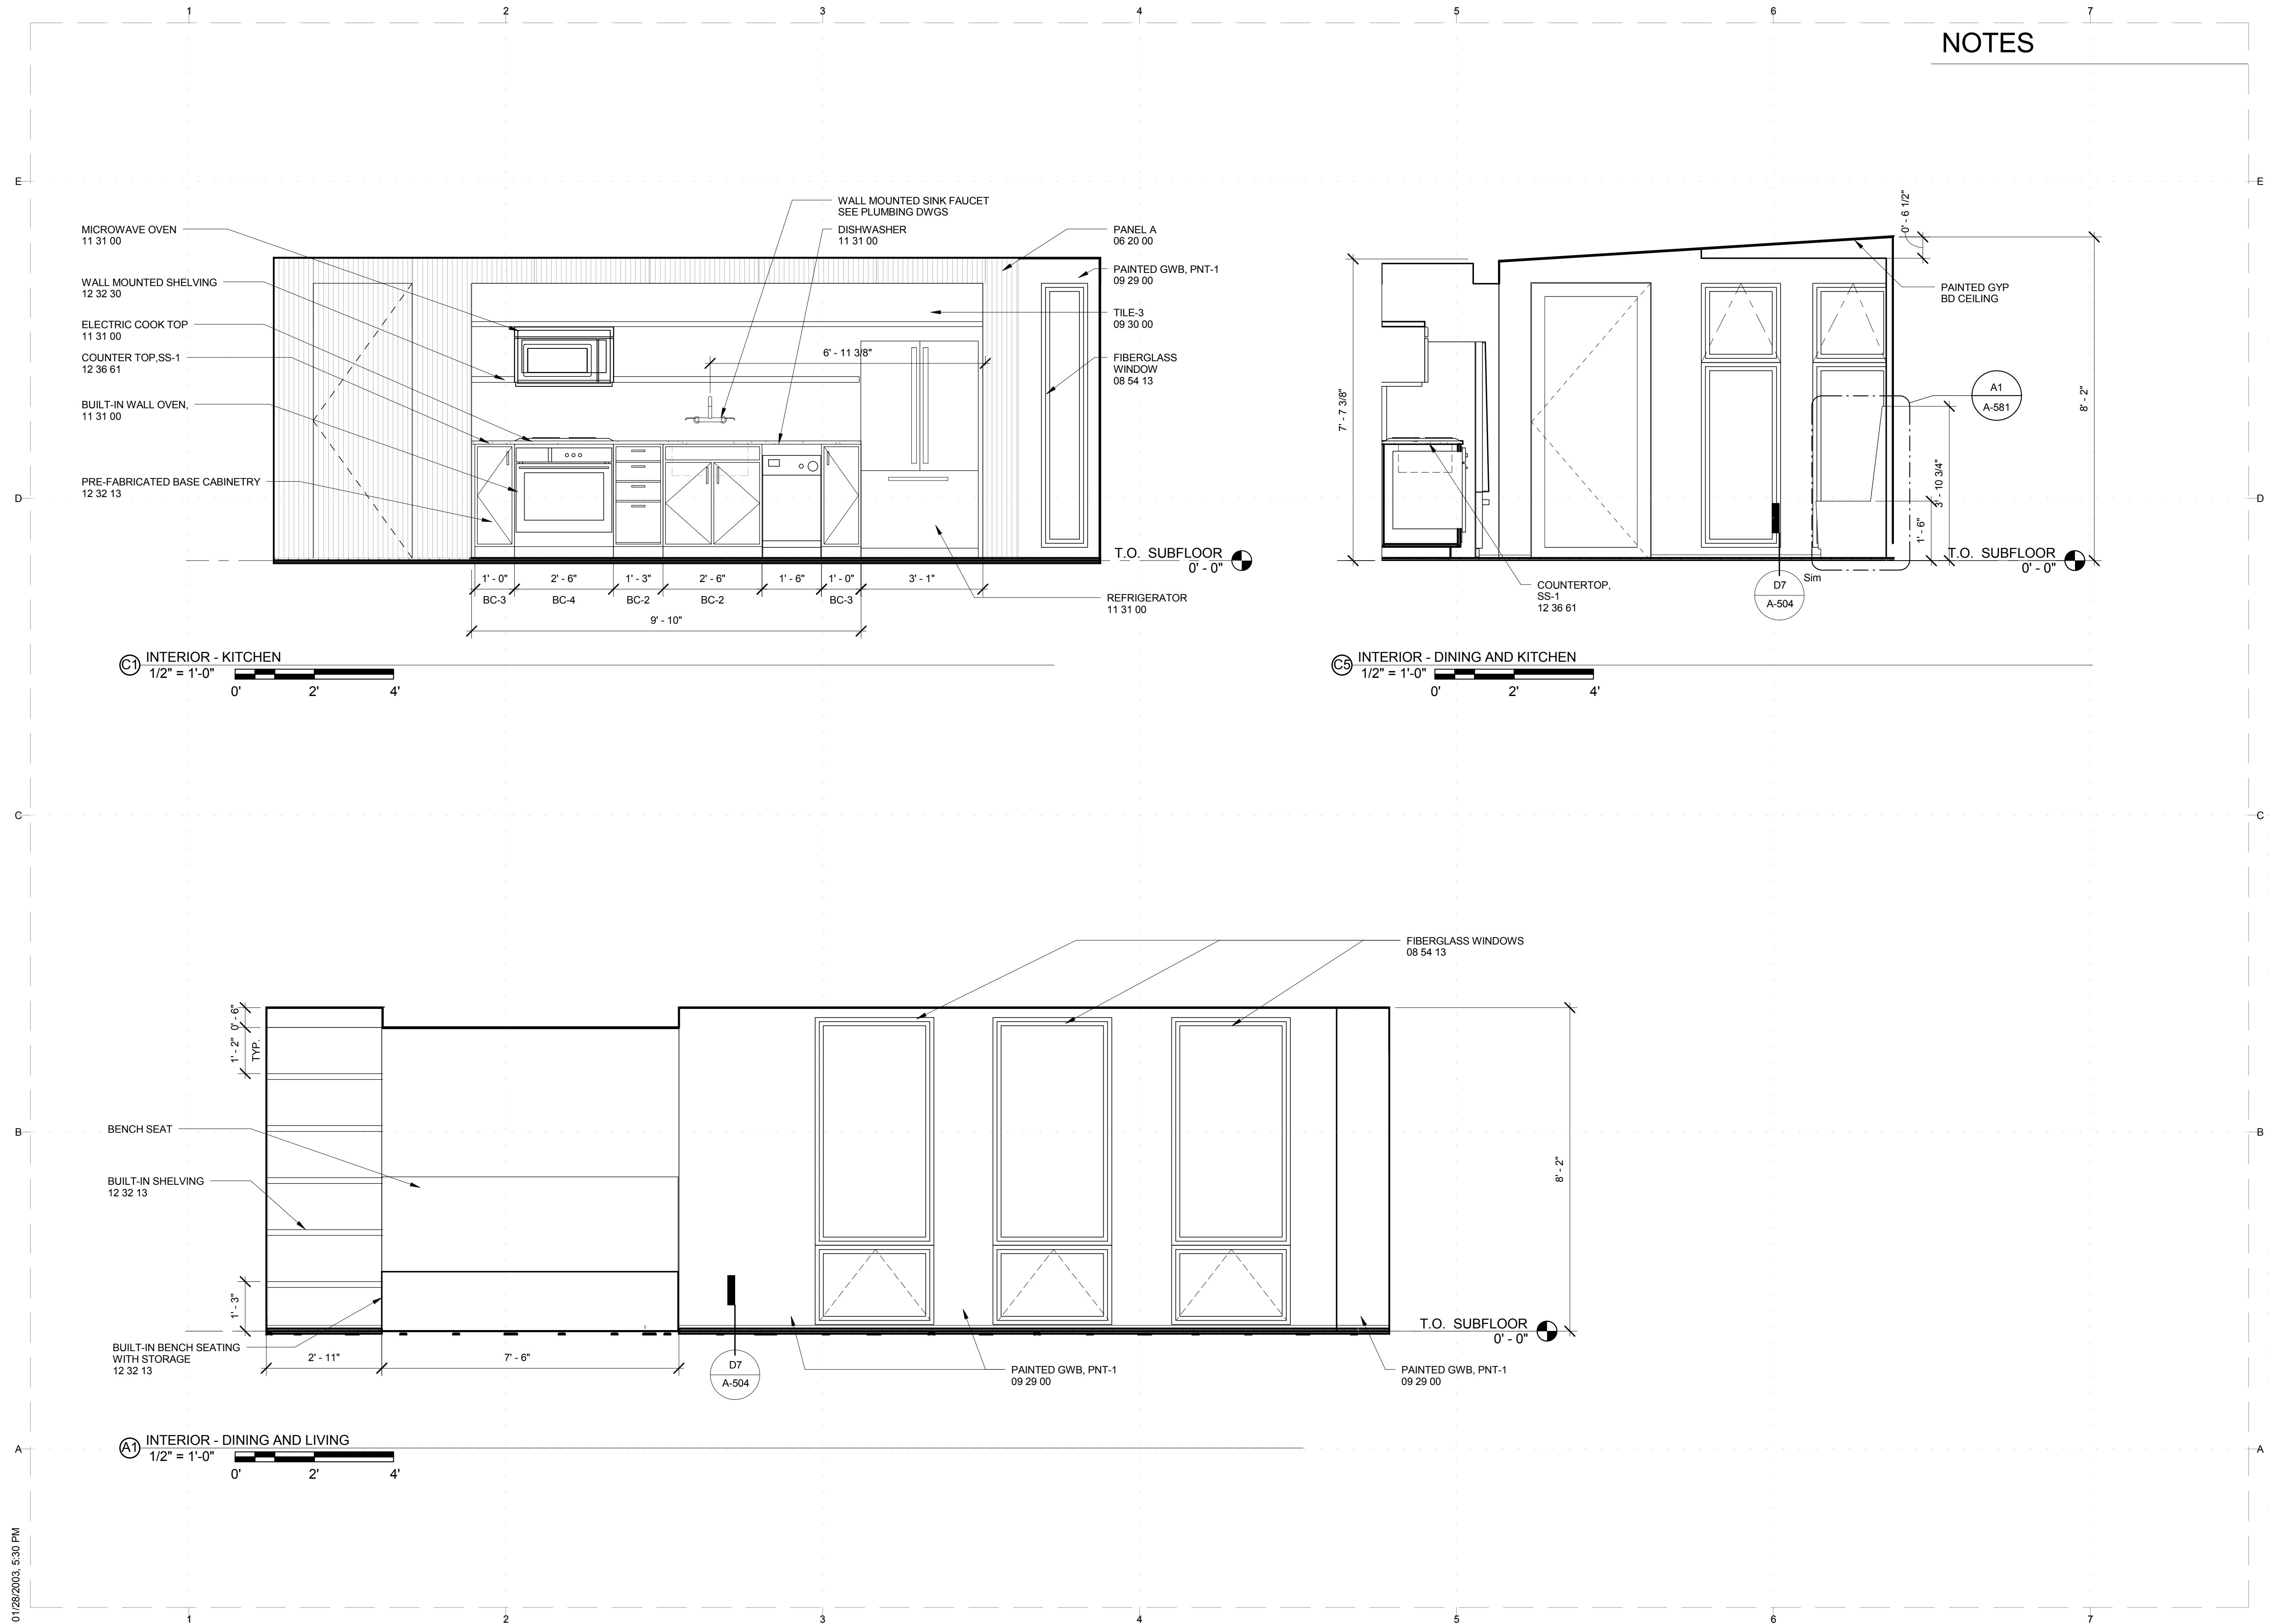 1 2 3 4 5 6 7
NOTES
E E
WALL MOUNTED SINK FAUCET
SEE PLUMBING DWGS
DISHWASHER
11 31 00
MICROWAVE OVEN
11 31 00
WALL MOUNTED SHELVING
12 32 30
ELECTRIC COOK TOP
11 31 00
COUNTER TOP,SS-1
12 36 61
BUILT-IN WALL OVEN,
11 31 00
PRE-FABRICATED BASE CABINETRY
12 32 13
PANEL A
06 20 00
PAINTED GWB, PNT-1
09 29 00
TILE-3
09 30 00
FIBERGLASS
WINDOW
08 54 13
6' - 11 3/8"
T.O. SUBFLOOR
0' - 0"
1' - 0" 2' - 6" 1' - 3" 2' - 6" 1' - 6" 1' - 0" 3' - 1"
BC-3 BC-4 BC-2 BC-2 BC-3
9' - 10"
REFRIGERATOR
11 31 00
C1 INTERIOR - KITCHEN
1/2" = 1'-0"
0' 2' 4'
0' - 6 1/2"
PAINTED GYP
BD CEILING
7' - 7 3/8"
8' - 2"
A1
A-581
3' - 10 3/4"
1' - 6"
D D
T.O. SUBFLOOR
0' - 0"
Sim
D7
A-504
COUNTERTOP,
SS-1
12 36 61
C5 INTERIOR - DINING AND KITCHEN
1/2" = 1'-0"
0' 2' 4'
C C
FIBERGLASS WINDOWS
08 54 13
0' - 6"
1' - 2"
TYP.
BENCH SEAT
B B
BUILT-IN SHELVING
12 32 13
8' - 2"
1' - 3"
T.O. SUBFLOOR
0' - 0"
BUILT-IN BENCH SEATING
WITH STORAGE
12 32 13
2' - 11" 7' - 6"
D7
A-504
PAINTED GWB, PNT-1
09 29 00
PAINTED GWB, PNT-1
09 29 00
A1 INTERIOR - DINING AND LIVING
1/2" = 1'-0"
0' 2' 4'
A A
01/28/2003, 5:30 PM
1 2 3 4 5 6 7